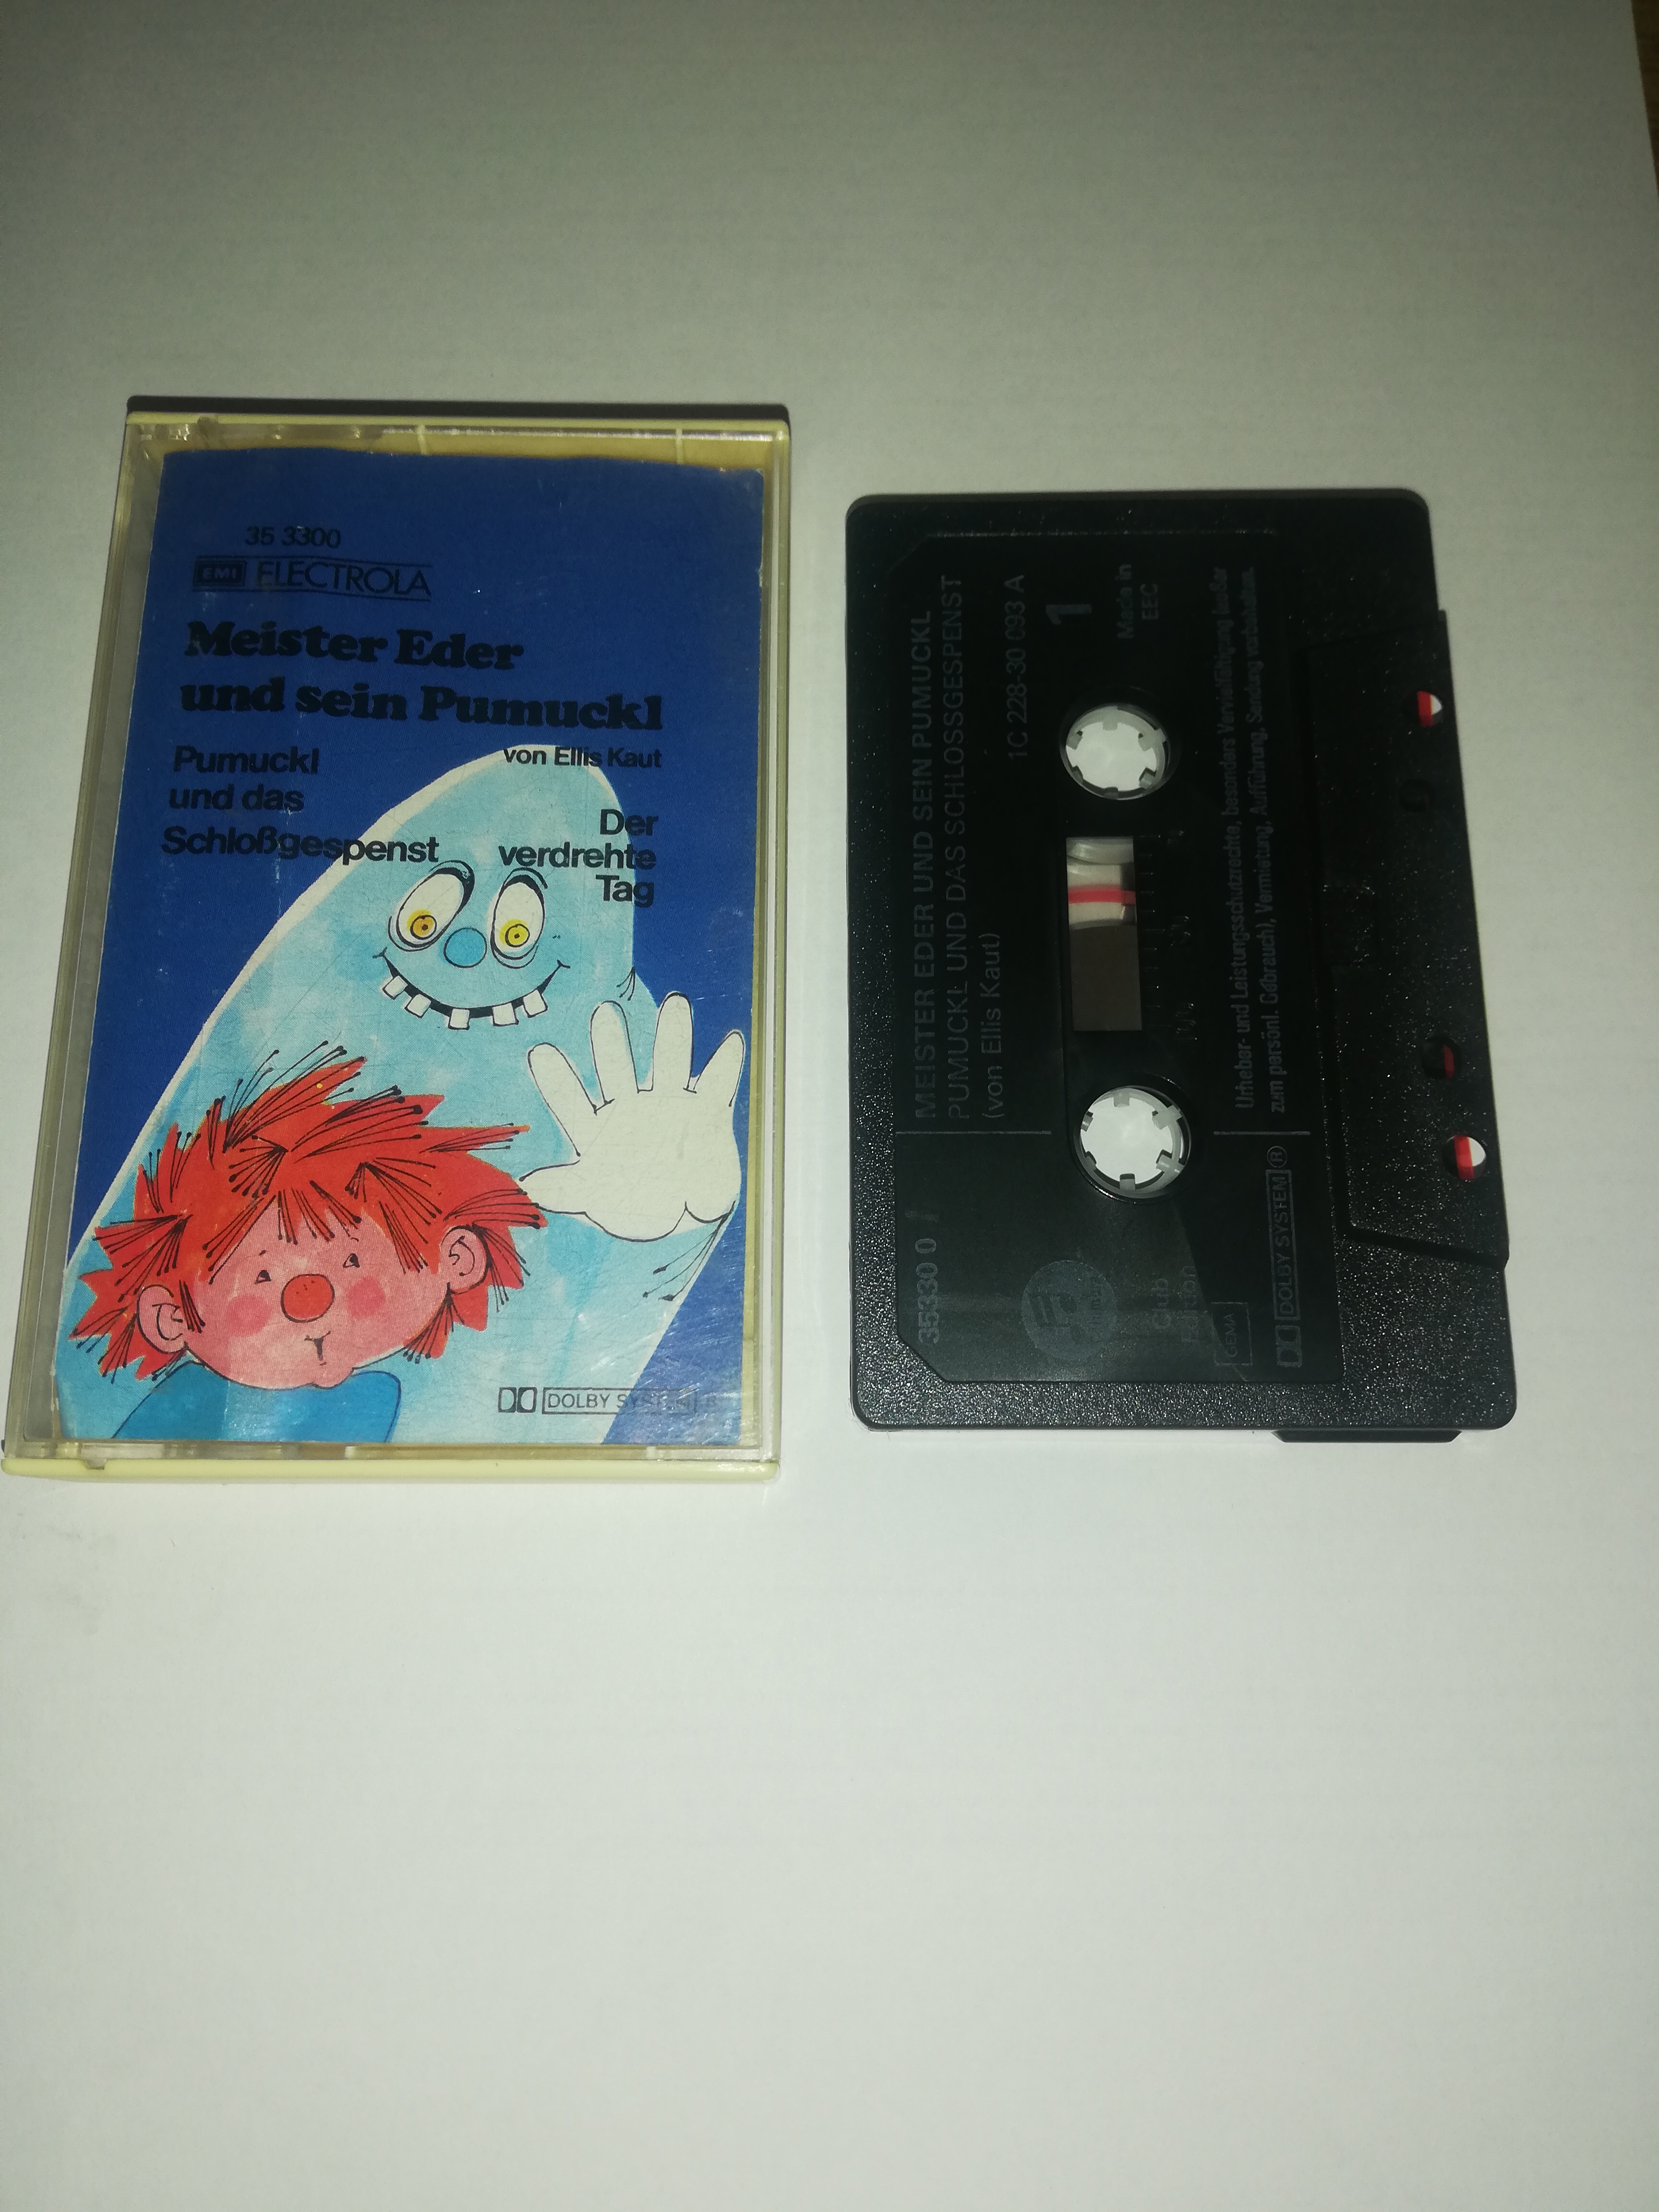 35 3300
EMI ELECTROLA
Meister Eder
und sein Pumuckl
von Ellis Kaut
Pumuckl
und das
Schloßgespenst
Der
verdrehte
Tag
DOLBY SYSTEM
MEISTER EDER UND SEIN PUMUCKL
PUMUCKL UND DAS SCHLOSSGESPENST
(von Ellis Kaut)
1C 228-30 093 A
1
Made in
EEC
Urheber- und Leistungsschutzrechte, besonders Vervielfältigung (außer
zum persönl. Gebrauch), Vermietung, Aufführung, Sendung vorbehalten.
35330 0
Club
Edition
GEMA
DOLBY SYSTEM®